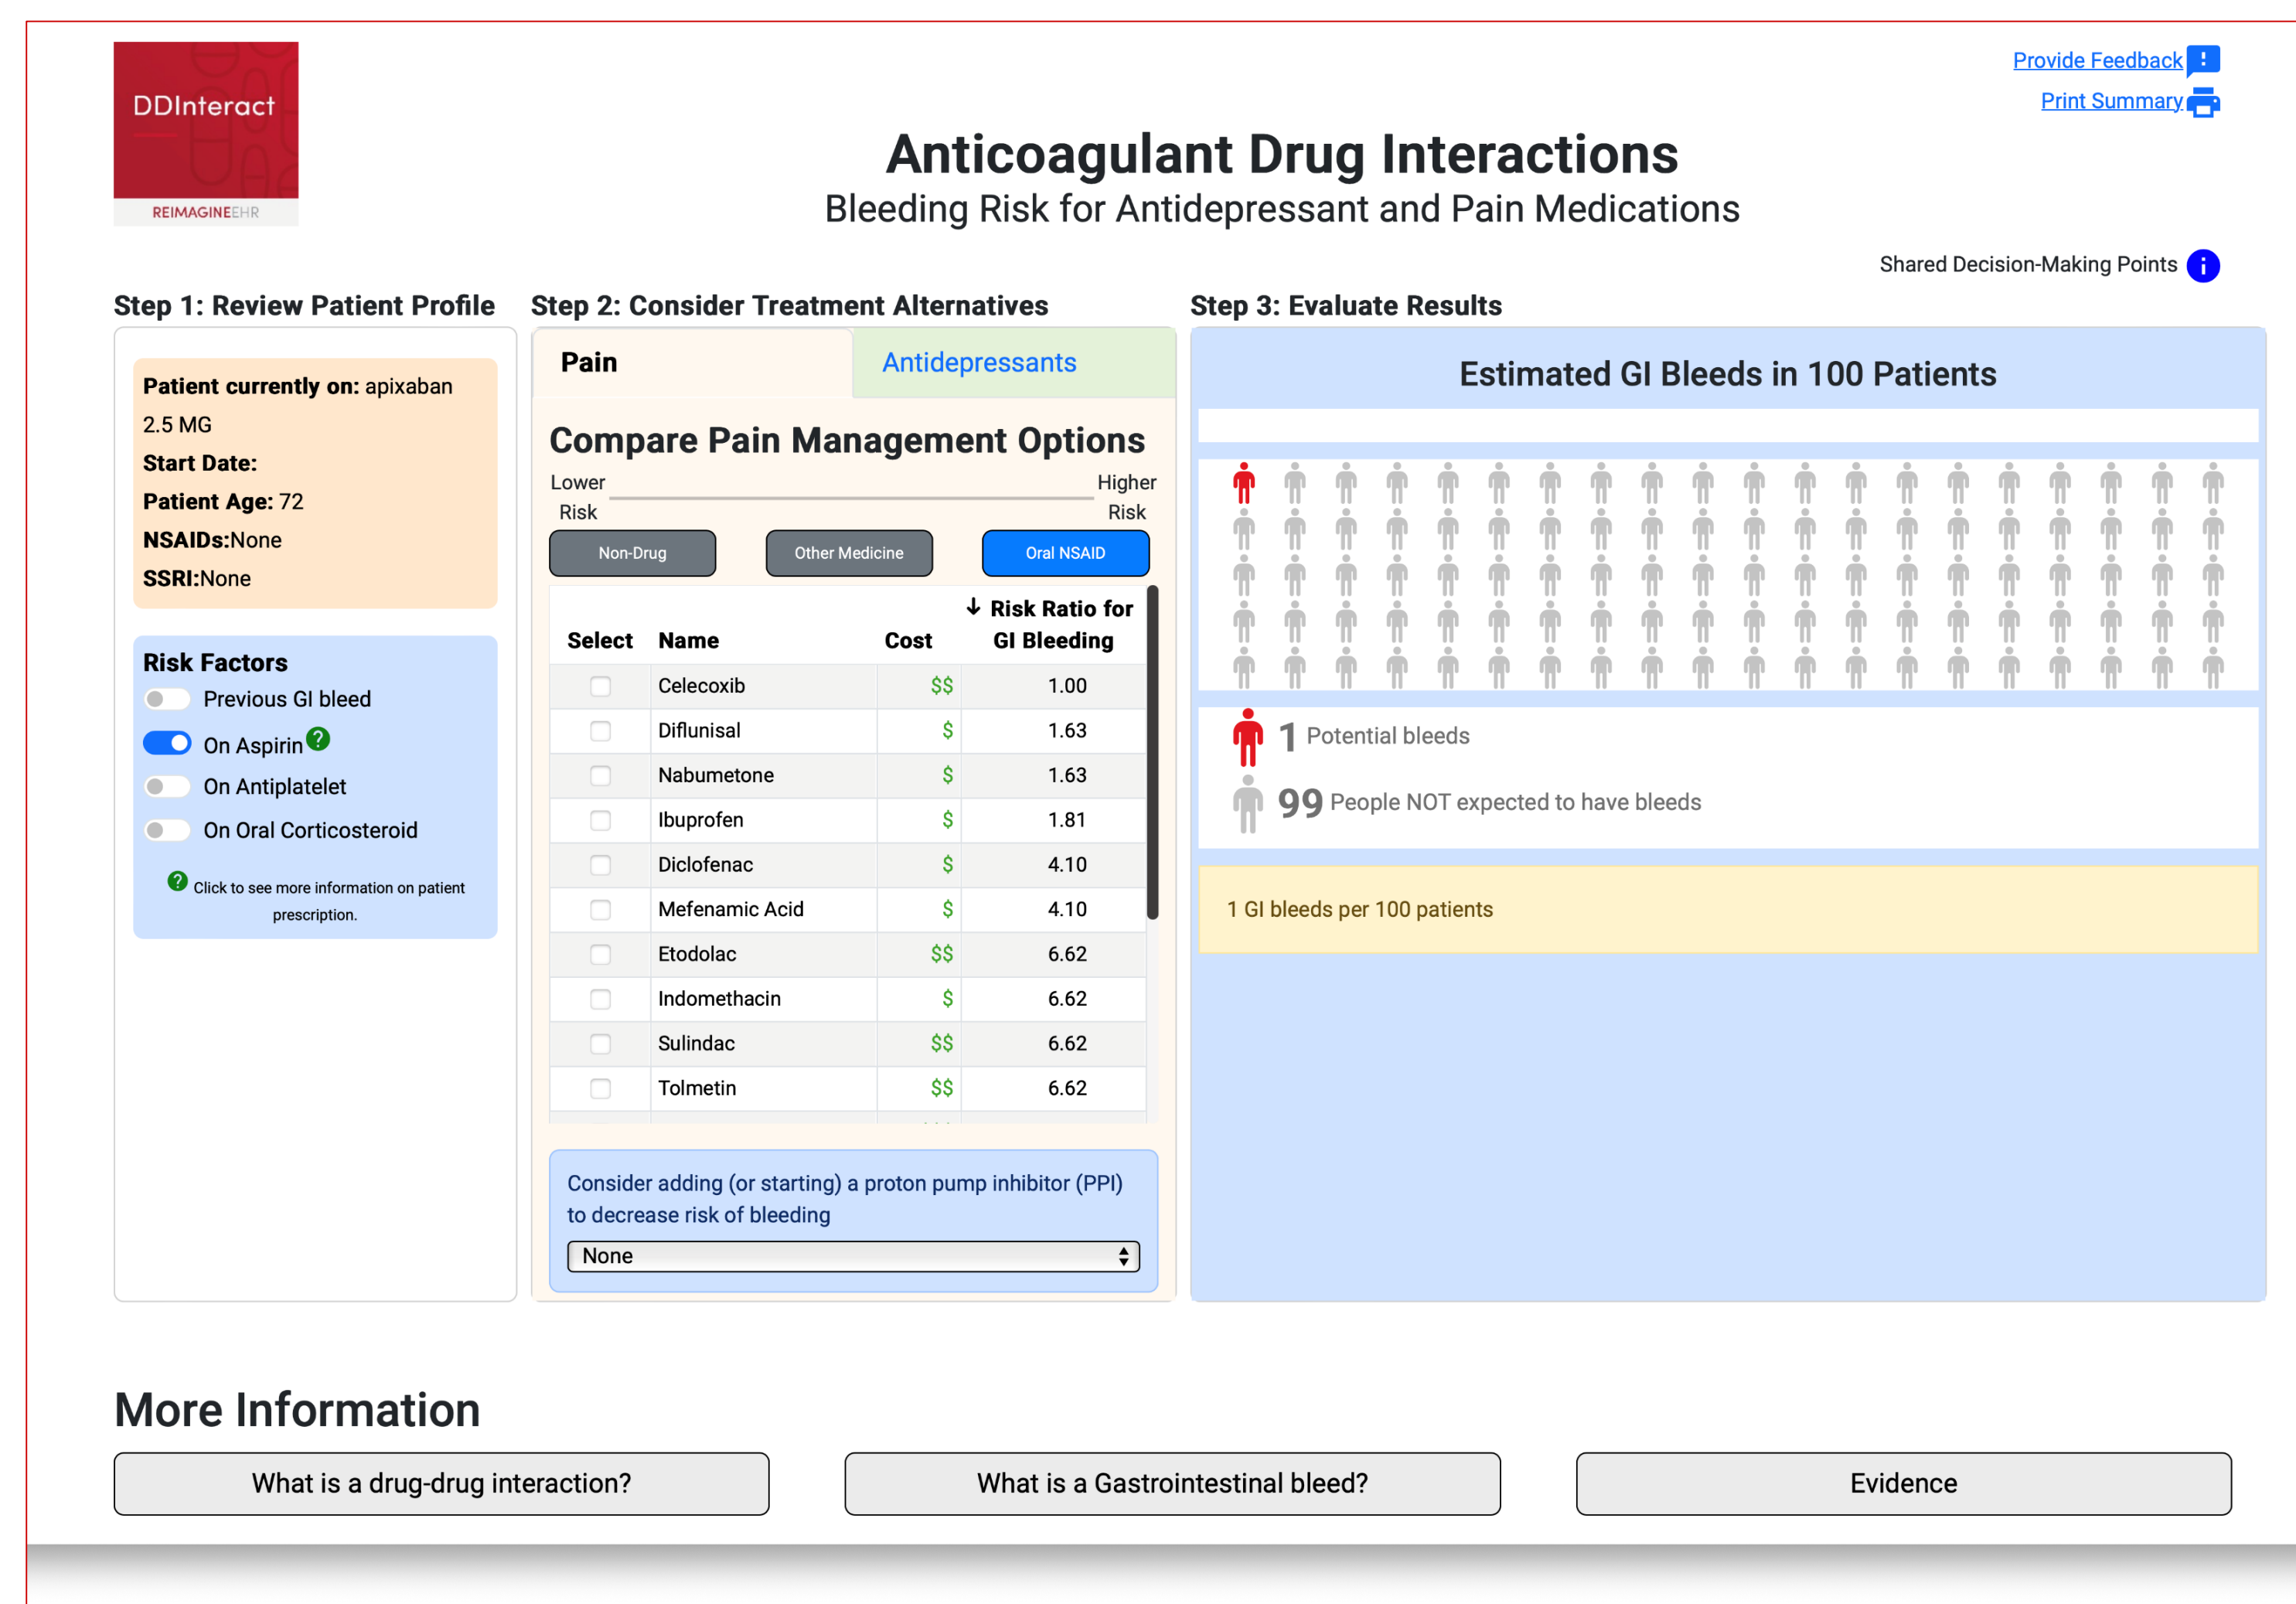 DDInteract
REIMAGINEEHR
Provide Feedback
Print Summary
Anticoagulant Drug Interactions
Bleeding Risk for Antidepressant and Pain Medications
Shared Decision-Making Points
Step 1: Review Patient Profile
Patient currently on: apixaban
2.5 MG
Start Date:
Patient Age: 72
NSAIDs:None
SSRI:None
Risk Factors
Previous GI bleed
On Aspirin ?
On Antiplatelet
On Oral Corticosteroid
? Click to see more information on patient
prescription.
Step 2: Consider Treatment Alternatives
Pain Antidepressants
Compare Pain Management Options
Lower Higher
Risk Risk
Non-Drug Other Medicine Oral NSAID
↓ Risk Ratio for
Select Name Cost GI Bleeding
Celecoxib $$ 1.00
Diflunisal $ 1.63
Nabumetone $ 1.63
Ibuprofen $ 1.81
Diclofenac $ 4.10
Mefenamic Acid $ 4.10
Etodolac $$ 6.62
Indomethacin $ 6.62
Sulindac $$ 6.62
Tolmetin $$ 6.62
Consider adding (or starting) a proton pump inhibitor (PPI)
to decrease risk of bleeding
None
Step 3: Evaluate Results
Estimated GI Bleeds in 100 Patients
1 Potential bleeds
99 People NOT expected to have bleeds
1 GI bleeds per 100 patients
More Information
What is a drug-drug interaction?
What is a Gastrointestinal bleed?
Evidence